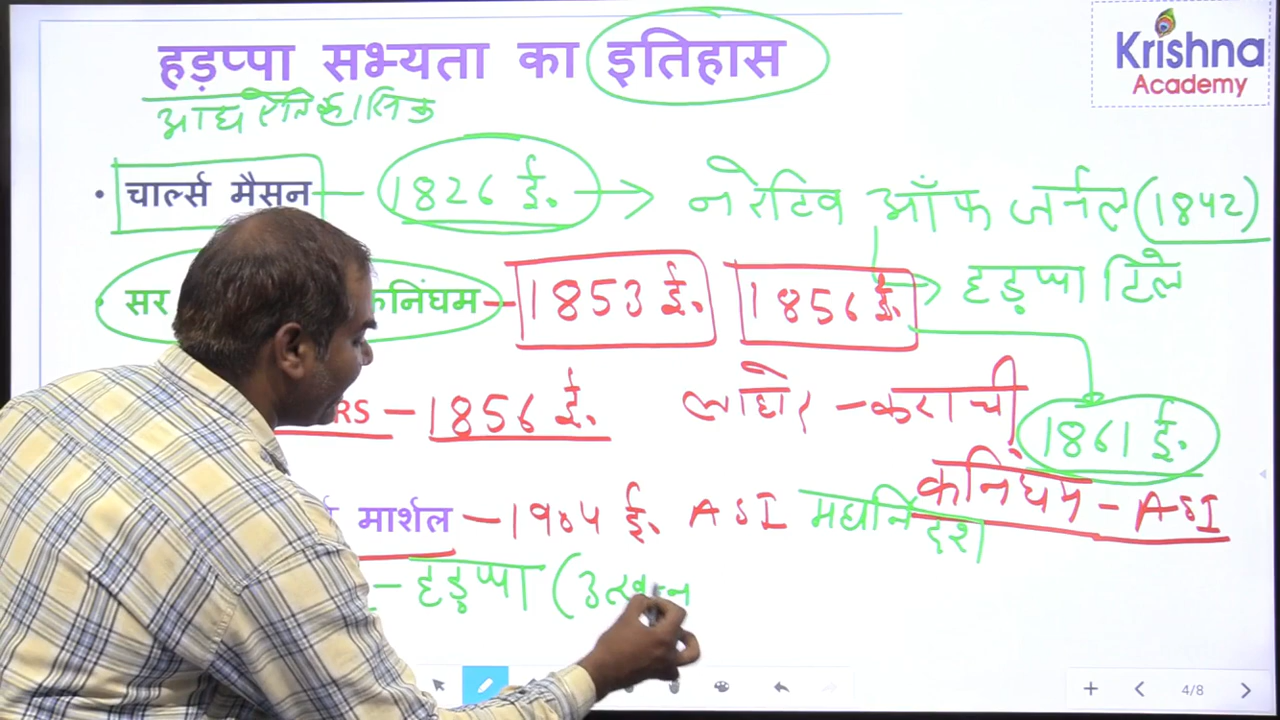 हड़प्पा सभ्यता का इतिहास
Krishna
Academy
आद्य ऐतिहासिक
• चार्ल्स मैसन – 1826 ई. → नरेटिव ऑफ जर्नल (1842)
→ हड़प्पा टिले
• सर कनिंघम – 1853 ई. 1856 ई.
RS – 1856 ई. लाहौर – कराची
1861 ई.
कनिंघम – ASI
मार्शल – 1904 ई. ASI महानिदेश
– हड़प्पा (उत्खनन
4/8